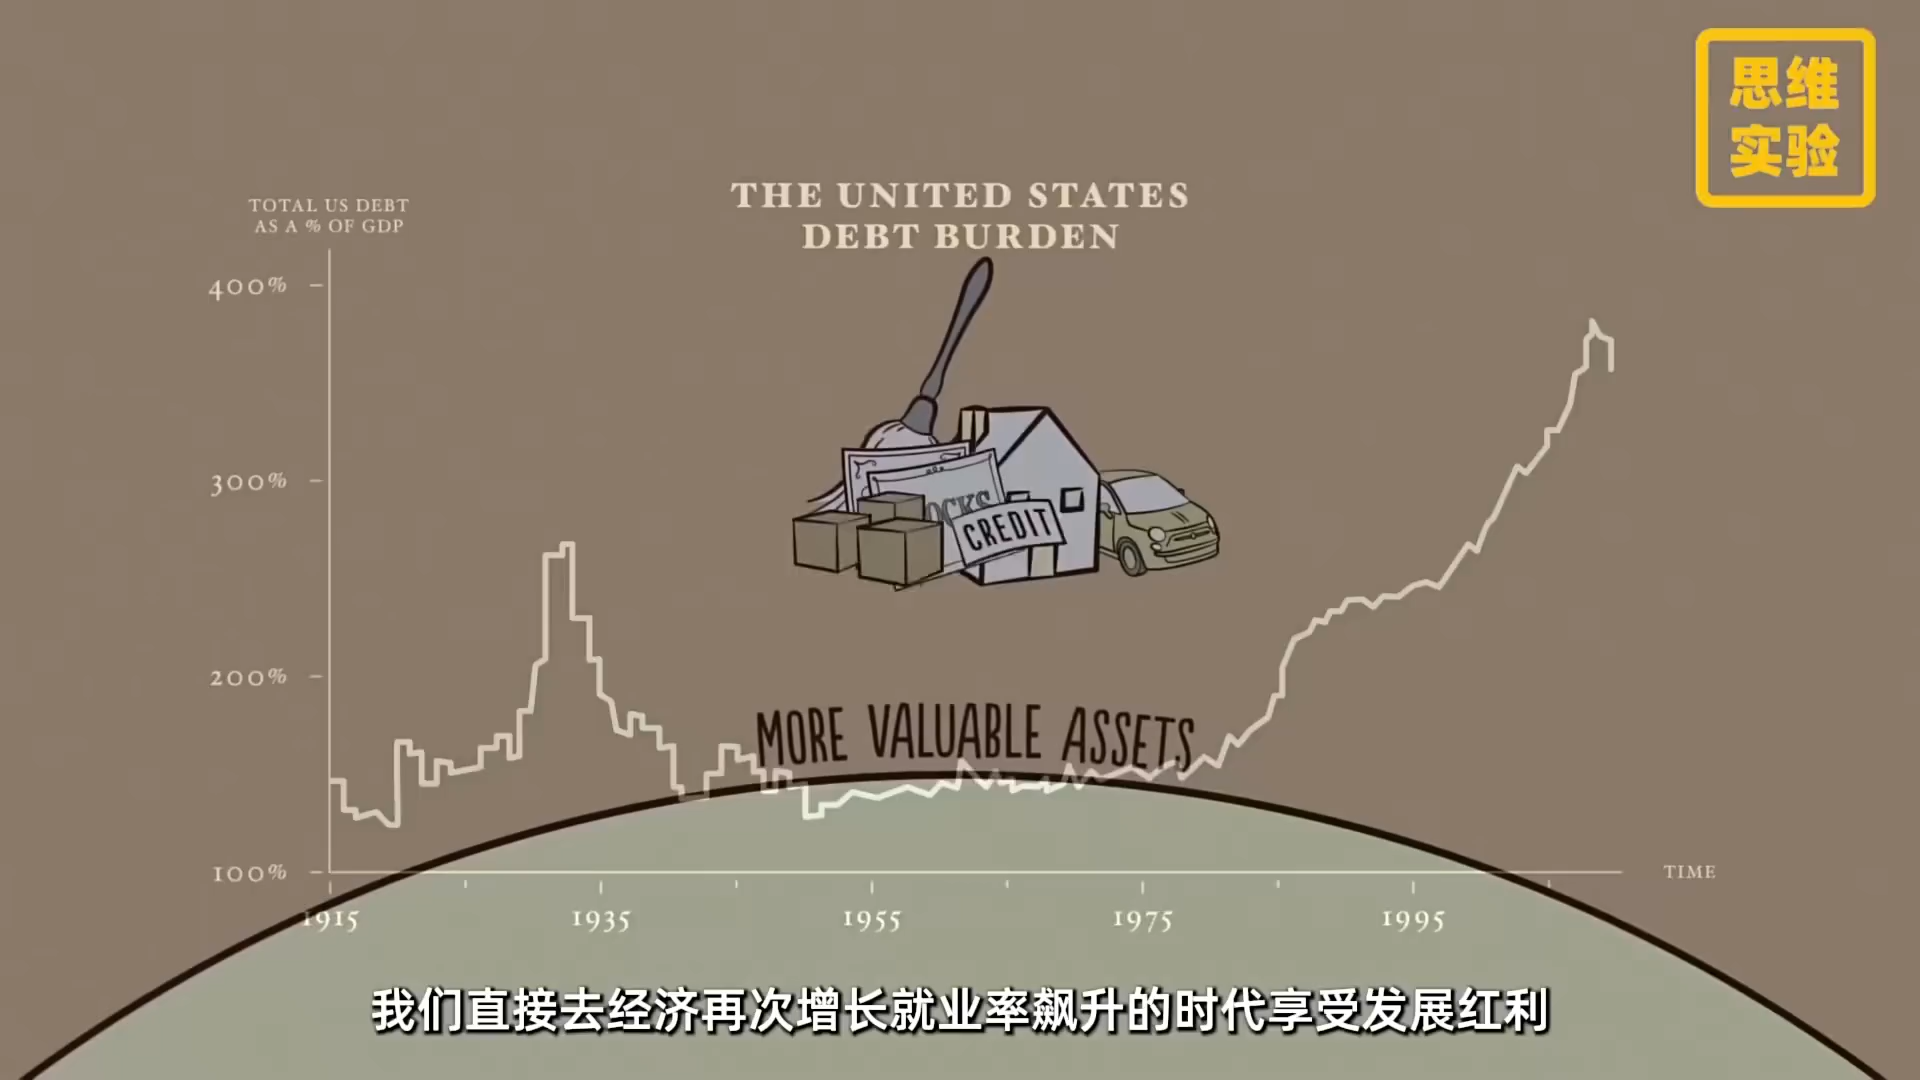 思维
实验
THE UNITED STATES
DEBT BURDEN
TOTAL US DEBT
AS A % OF GDP
400%
300%
OCKS
CREDIT
200%
MORE VALUABLE ASSETS
100%
TIME
1915 1935 1955 1975 1995
我们直接去经济再次增长就业率飙升的时代享受发展红利